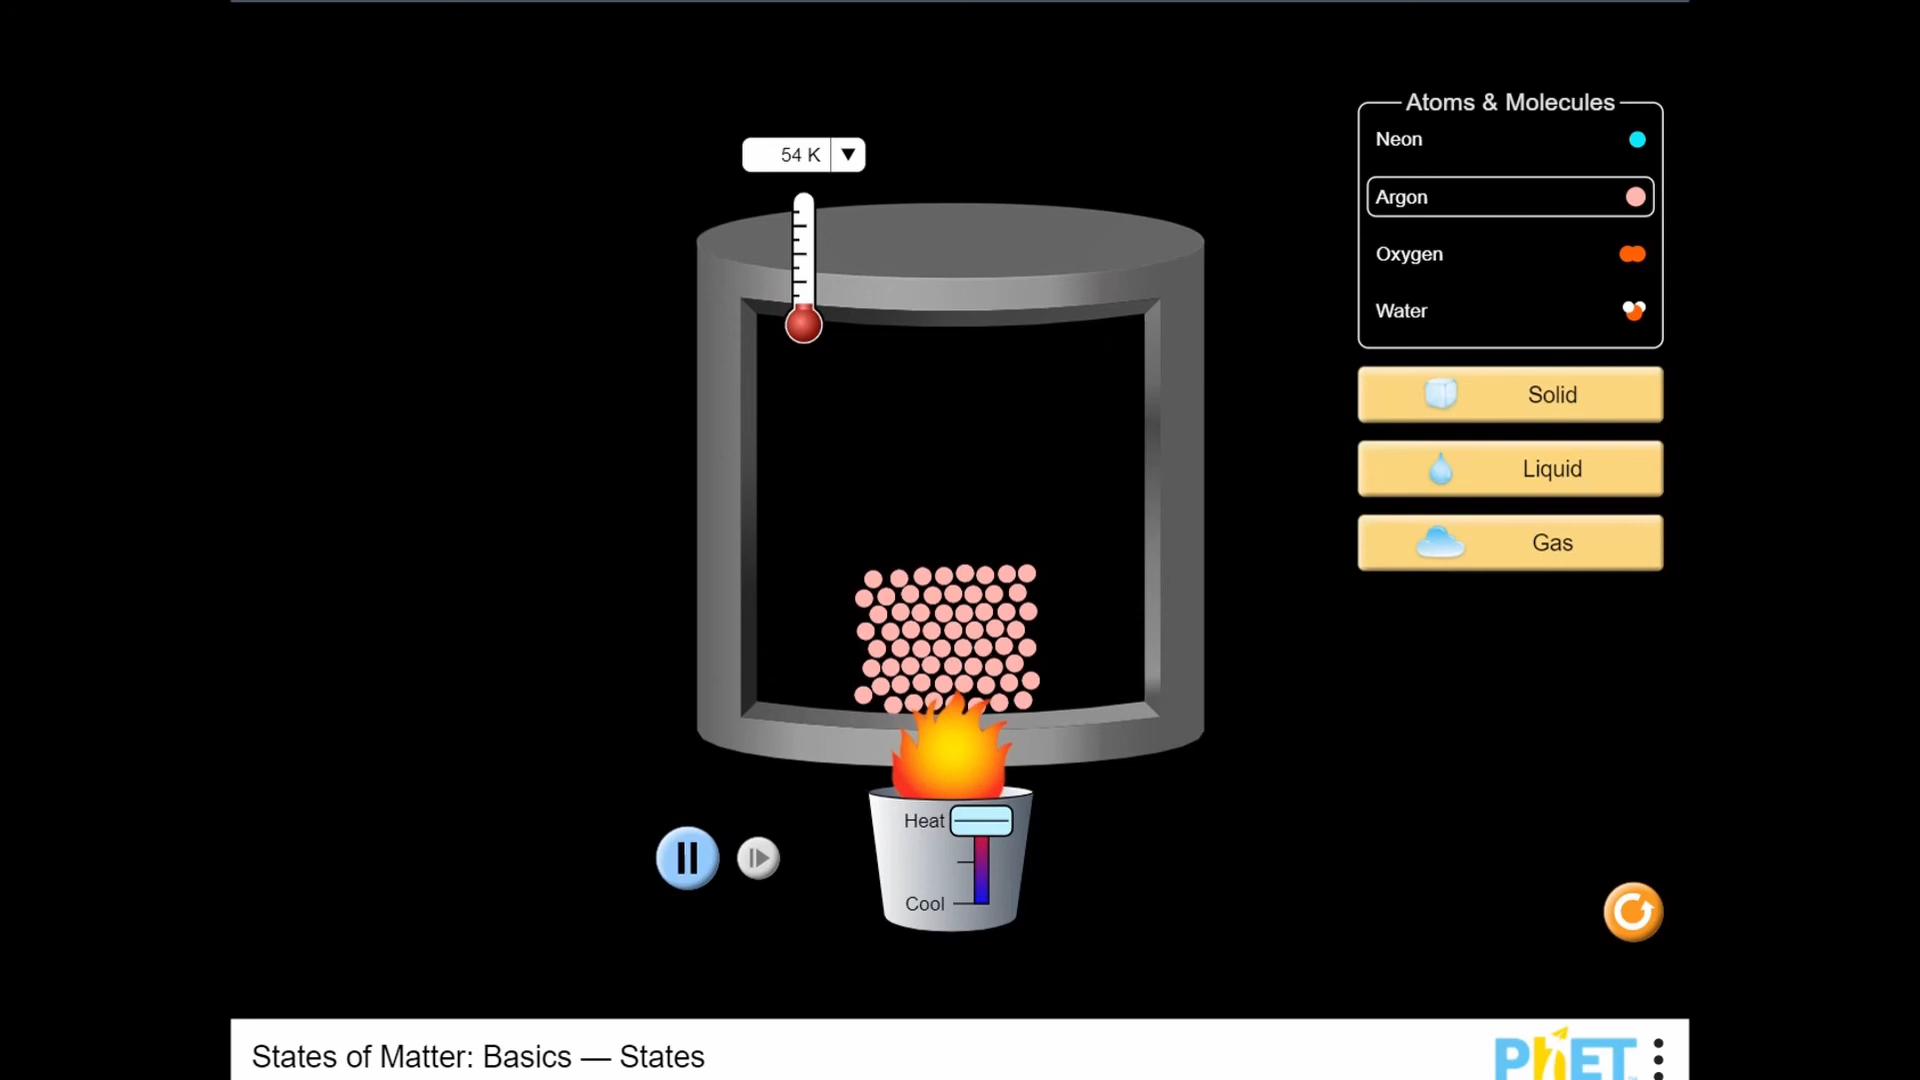 Atoms & Molecules
Neon
54 K
Argon
Oxygen
Water
Solid
Liquid
Gas
Heat
Cool
States of Matter: Basics — States
PhET